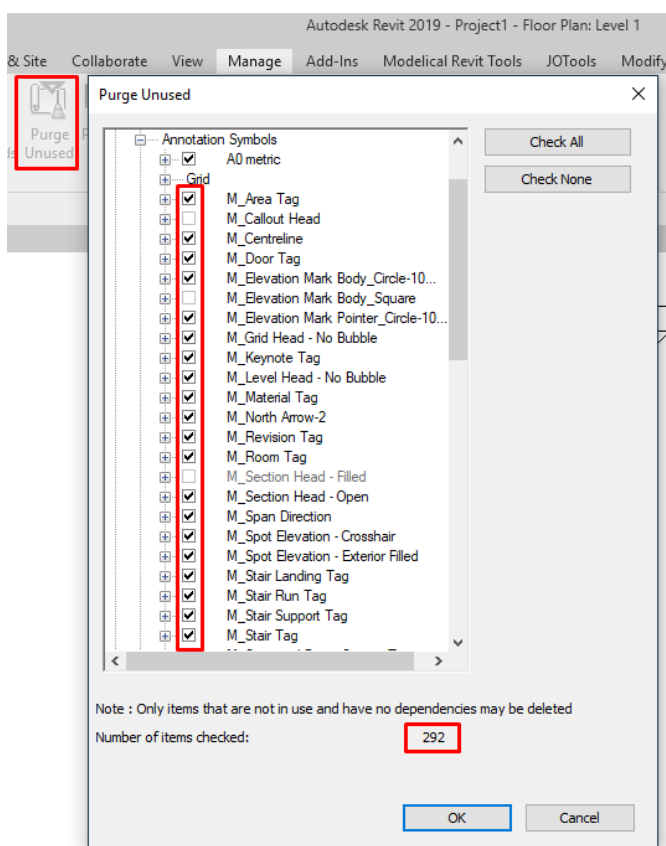 Autodesk Revit 2019 - Project1 - Floor Plan: Level 1
& Site Collaborate View Manage Add-Ins Modelical Revit Tools JOTools Modify
Purge
Unused
Purge Unused
Annotation Symbols
A0 metric
Grid
M_Area Tag
M_Callout Head
M_Centreline
M_Door Tag
M_Elevation Mark Body_Circle-10...
M_Elevation Mark Body_Square
M_Elevation Mark Pointer_Circle-10...
M_Grid Head - No Bubble
M_Keynote Tag
M_Level Head - No Bubble
M_Material Tag
M_North Arrow-2
M_Revision Tag
M_Room Tag
M_Section Head - Filled
M_Section Head - Open
M_Span Direction
M_Spot Elevation - Crosshair
M_Spot Elevation - Exterior Filled
M_Stair Landing Tag
M_Stair Run Tag
M_Stair Support Tag
M_Stair Tag
Check All
Check None
Note : Only items that are not in use and have no dependencies may be deleted
Number of items checked: 292
OK Cancel